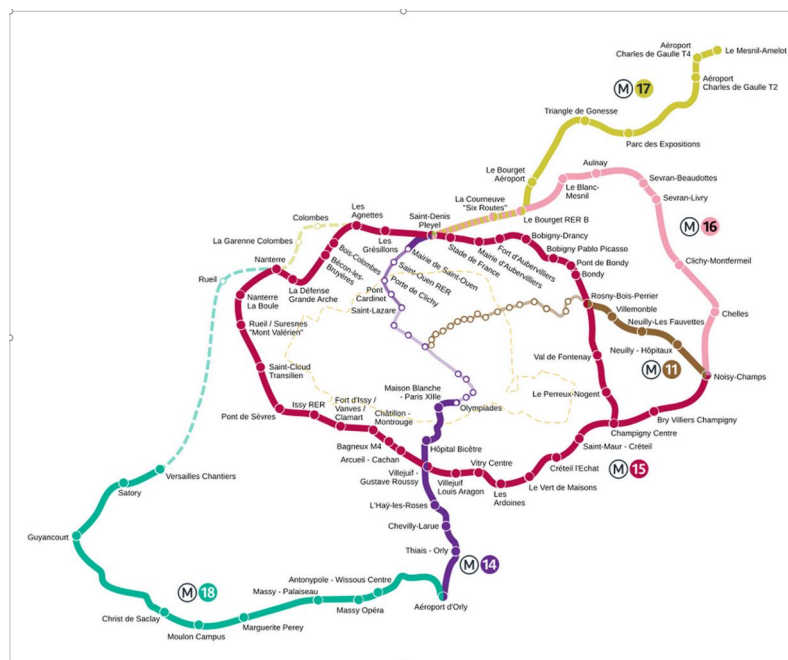 Aéroport
Charles de Gaulle T4
Le Mesnil-Amelot
Aéroport
Charles de Gaulle T2
M 17
Triangle de Gonesse
Parc des Expositions
Le Bourget
Aéroport
Aulnay
Le Blanc-
Mesnil
Sevran-Beaudottes
Sevran-Livry
La Courneuve
"Six Routes"
Le Bourget RER B
M 16
Les
Agnettes
Saint-Denis
Pleyel
Colombes
La Garenne Colombes
Les
Grésillons
Bois-Colombes
Bécon-les-
Bruyères
Mairie de Saint-Ouen
Saint-Ouen RER
Porte de Clichy
Pont
Cardinet
Saint-Lazare
Stade de France
Mairie d'Aubervilliers
Fort d'Aubervilliers
Bobigny-Drancy
Bobigny Pablo Picasso
Pont de Bondy
Bondy
Clichy-Montfermeil
Nanterre
Rueil
La Défense
Grande Arche
Nanterre
La Boule
Rueil / Suresnes
"Mont Valérien"
Rosny-Bois-Perrier
Villemonble
Neuilly-Les Fauvettes
Neuilly - Hôpitaux
Chelles
M 11
Noisy-Champs
Val de Fontenay
Saint-Cloud
Transilien
Le Perreux-Nogent
Maison Blanche
- Paris XIIIe
Olympiades
Pont de Sèvres
Issy RER
Fort d'Issy /
Vanves /
Clamart
Châtillon -
Montrouge
Bry Villiers Champigny
Champigny Centre
Bagneux M4
Arcueil - Cachan
Hôpital Bicêtre
Saint-Maur - Créteil
Villejuif -
Gustave Roussy
Villejuif
Louis Aragon
Vitry Centre
Créteil l'Echat
M 15
Les
Ardoines
Le Vert de Maisons
Versailles Chantiers
Satory
L'Haÿ-les-Roses
Chevilly-Larue
Guyancourt
Thiais - Orly
M 14
Antonypole - Wissous Centre
Massy - Palaiseau
M 18
Massy Opéra
Aéroport d'Orly
Christ de Saclay
Moulon Campus
Marguerite Perey